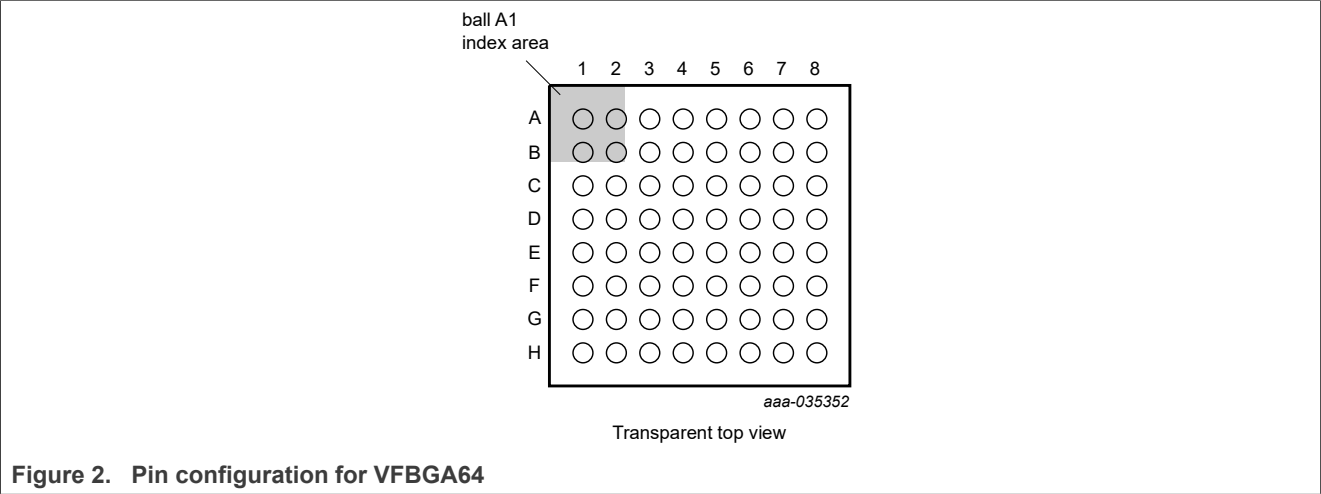 ball A1
index area
1 2 3 4 5 6 7 8
A
B
C
D
E
F
G
H
aaa-035352
Transparent top view
Figure 2. Pin configuration for VFBGA64